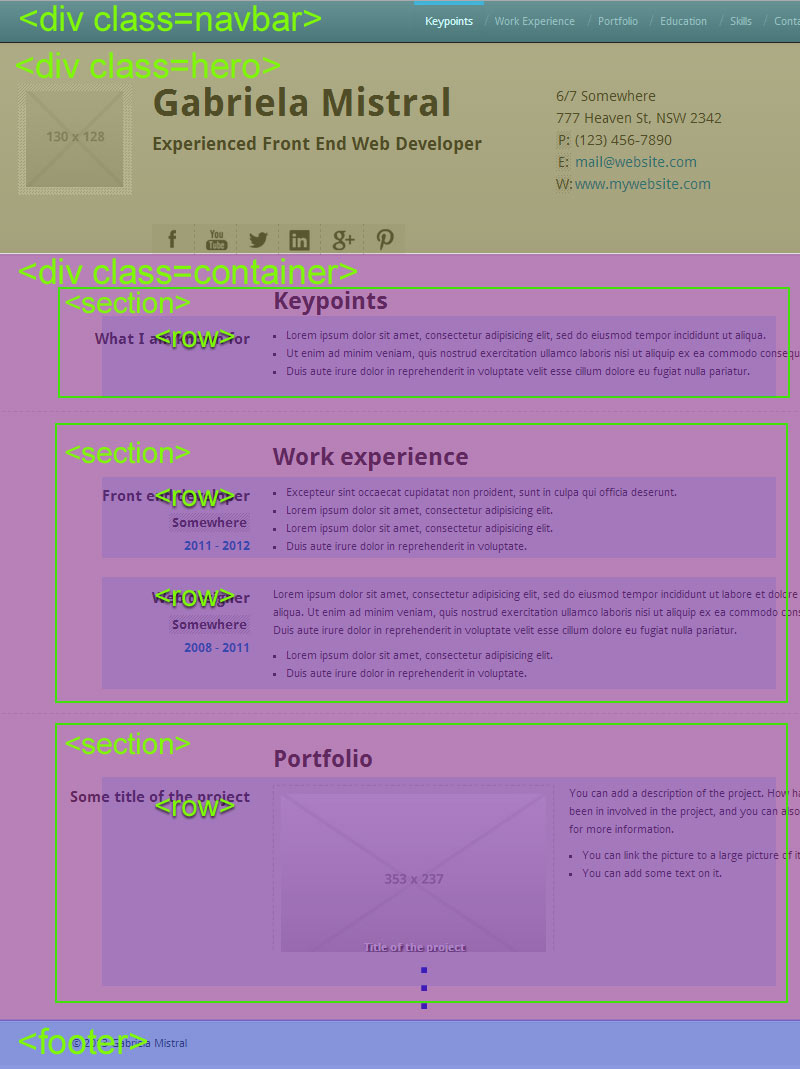 <div class=navbar>
Keypoints / Work Experience / Portfolio / Education / Skills / Conta
<div class=hero>
130 x 128
Gabriela Mistral
Experienced Front End Web Developer
6/7 Somewhere
777 Heaven St, NSW 2342
P: (123) 456-7890
E: mail@website.com
W: www.mywebsite.com
f You Tube in g+
<div class=container>
<section>
Keypoints
What I am known for
<row>
Lorem ipsum dolor sit amet, consectetur adipisicing elit, sed do eiusmod tempor incididunt ut aliqua.
Ut enim ad minim veniam, quis nostrud exercitation ullamco laboris nisi ut aliquip ex ea commodo consequ
Duis aute irure dolor in reprehenderit in voluptate velit esse cillum dolore eu fugiat nulla pariatur.
<section>
Work experience
Front end developer
<row>
Somewhere
2011 - 2012
Excepteur sint occaecat cupidatat non proident, sunt in culpa qui officia deserunt.
Lorem ipsum dolor sit amet, consectetur adipisicing elit.
Lorem ipsum dolor sit amet, consectetur adipisicing elit.
Duis aute irure dolor in reprehenderit in voluptate.
Web designer
<row>
Somewhere
2008 - 2011
Lorem ipsum dolor sit amet, consectetur adipisicing elit, sed do eiusmod tempor incididunt ut labore et dolore
aliqua. Ut enim ad minim veniam, quis nostrud exercitation ullamco laboris nisi ut aliquip ex ea commodo cons
Duis aute irure dolor in reprehenderit in voluptate velit esse cillum dolore eu fugiat nulla pariatur.
Lorem ipsum dolor sit amet, consectetur adipisicing elit.
Duis aute irure dolor in reprehenderit in voluptate.
<section>
Portfolio
Some title of the project
<row>
353 x 237
Title of the project
You can add a description of the project. How ha
been in involved in the project, and you can also
for more information.
You can link the picture to a large picture of it
You can add some text on it.
<footer>
Gabriela Mistral